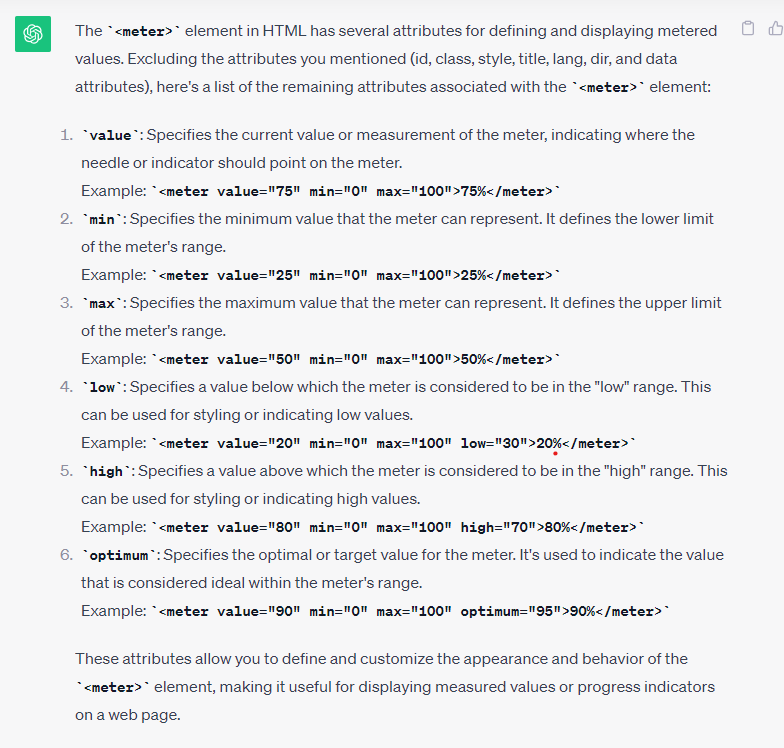 The `<meter>` element in HTML has several attributes for defining and displaying metered
values. Excluding the attributes you mentioned (id, class, style, title, lang, dir, and data
attributes), here's a list of the remaining attributes associated with the `<meter>` element:
1. `value`: Specifies the current value or measurement of the meter, indicating where the
needle or indicator should point on the meter.
Example: `<meter value="75" min="0" max="100">75%</meter>`
2. `min`: Specifies the minimum value that the meter can represent. It defines the lower limit
of the meter's range.
Example: `<meter value="25" min="0" max="100">25%</meter>`
3. `max`: Specifies the maximum value that the meter can represent. It defines the upper limit
of the meter's range.
Example: `<meter value="50" min="0" max="100">50%</meter>`
4. `low`: Specifies a value below which the meter is considered to be in the "low" range. This
can be used for styling or indicating low values.
Example: `<meter value="20" min="0" max="100" low="30">20%</meter>`
5. `high`: Specifies a value above which the meter is considered to be in the "high" range. This
can be used for styling or indicating high values.
Example: `<meter value="80" min="0" max="100" high="70">80%</meter>`
6. `optimum`: Specifies the optimal or target value for the meter. It's used to indicate the value
that is considered ideal within the meter's range.
Example: `<meter value="90" min="0" max="100" optimum="95">90%</meter>`
These attributes allow you to define and customize the appearance and behavior of the
`<meter>` element, making it useful for displaying measured values or progress indicators
on a web page.